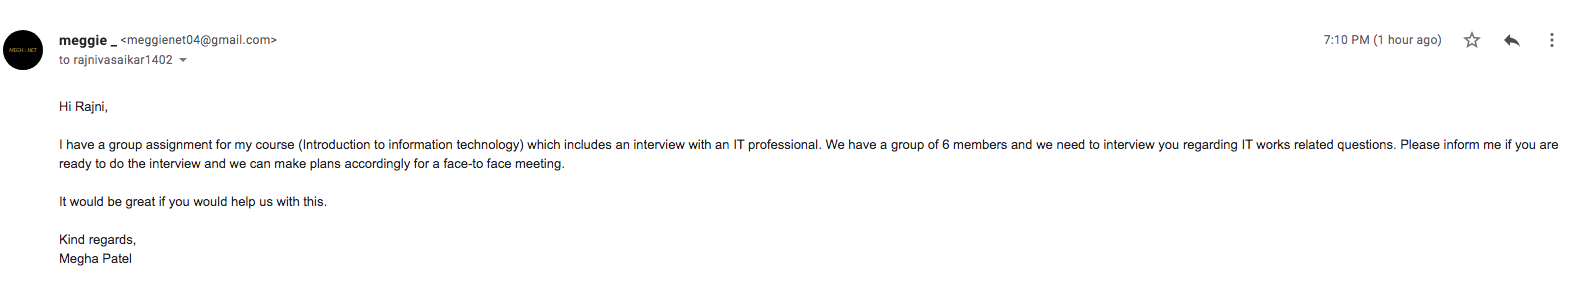 meggie _ <meggienet04@gmail.com>
7:10 PM (1 hour ago)
to rajnivasaikar1402
Hi Rajni,
I have a group assignment for my course (Introduction to information technology) which includes an interview with an IT professional. We have a group of 6 members and we need to interview you regarding IT works related questions. Please inform me if you are
ready to do the interview and we can make plans accordingly for a face-to face meeting.
It would be great if you would help us with this.
Kind regards,
Megha Patel